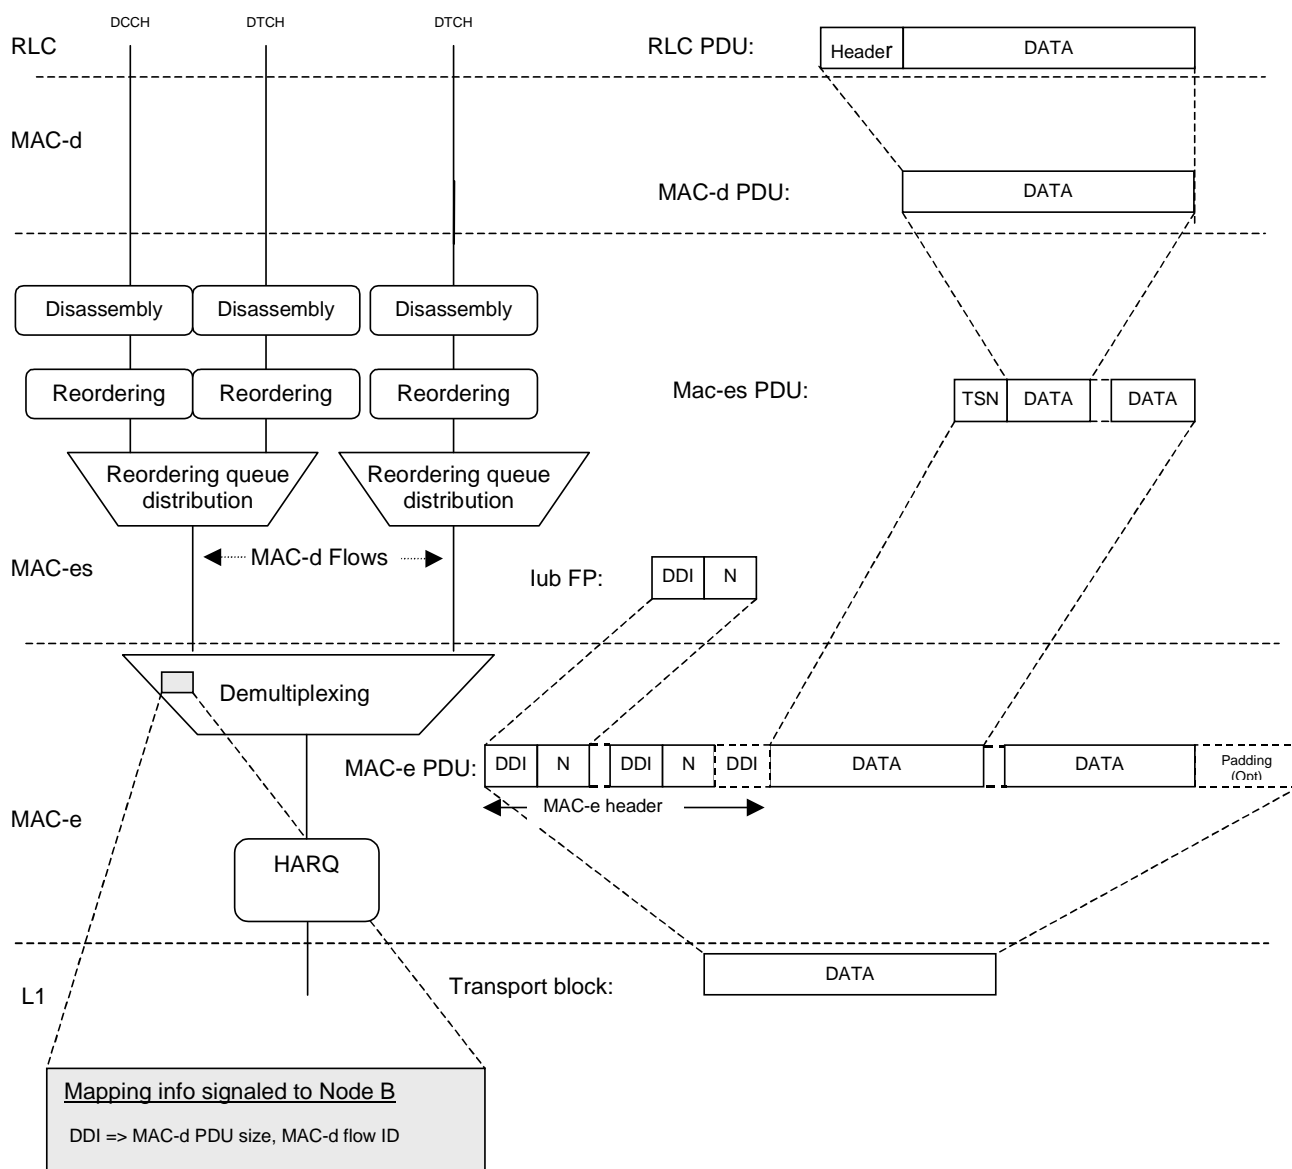 DCCH DTCH DTCH
RLC RLC PDU: Header DATA
MAC-d
MAC-d PDU: DATA
Disassembly Disassembly Disassembly
Reordering Reordering Reordering
Mac-es PDU: TSN DATA DATA
Reordering queue Reordering queue
distribution distribution
MAC-d Flows
MAC-es Iub FP: DDI N
Demultiplexing
MAC-e PDU: DDI N DDI N DDI DATA DATA Padding
(Opt)
MAC-e header
MAC-e
HARQ
L1 Transport block: DATA
Mapping info signaled to Node B
DDI => MAC-d PDU size, MAC-d flow ID